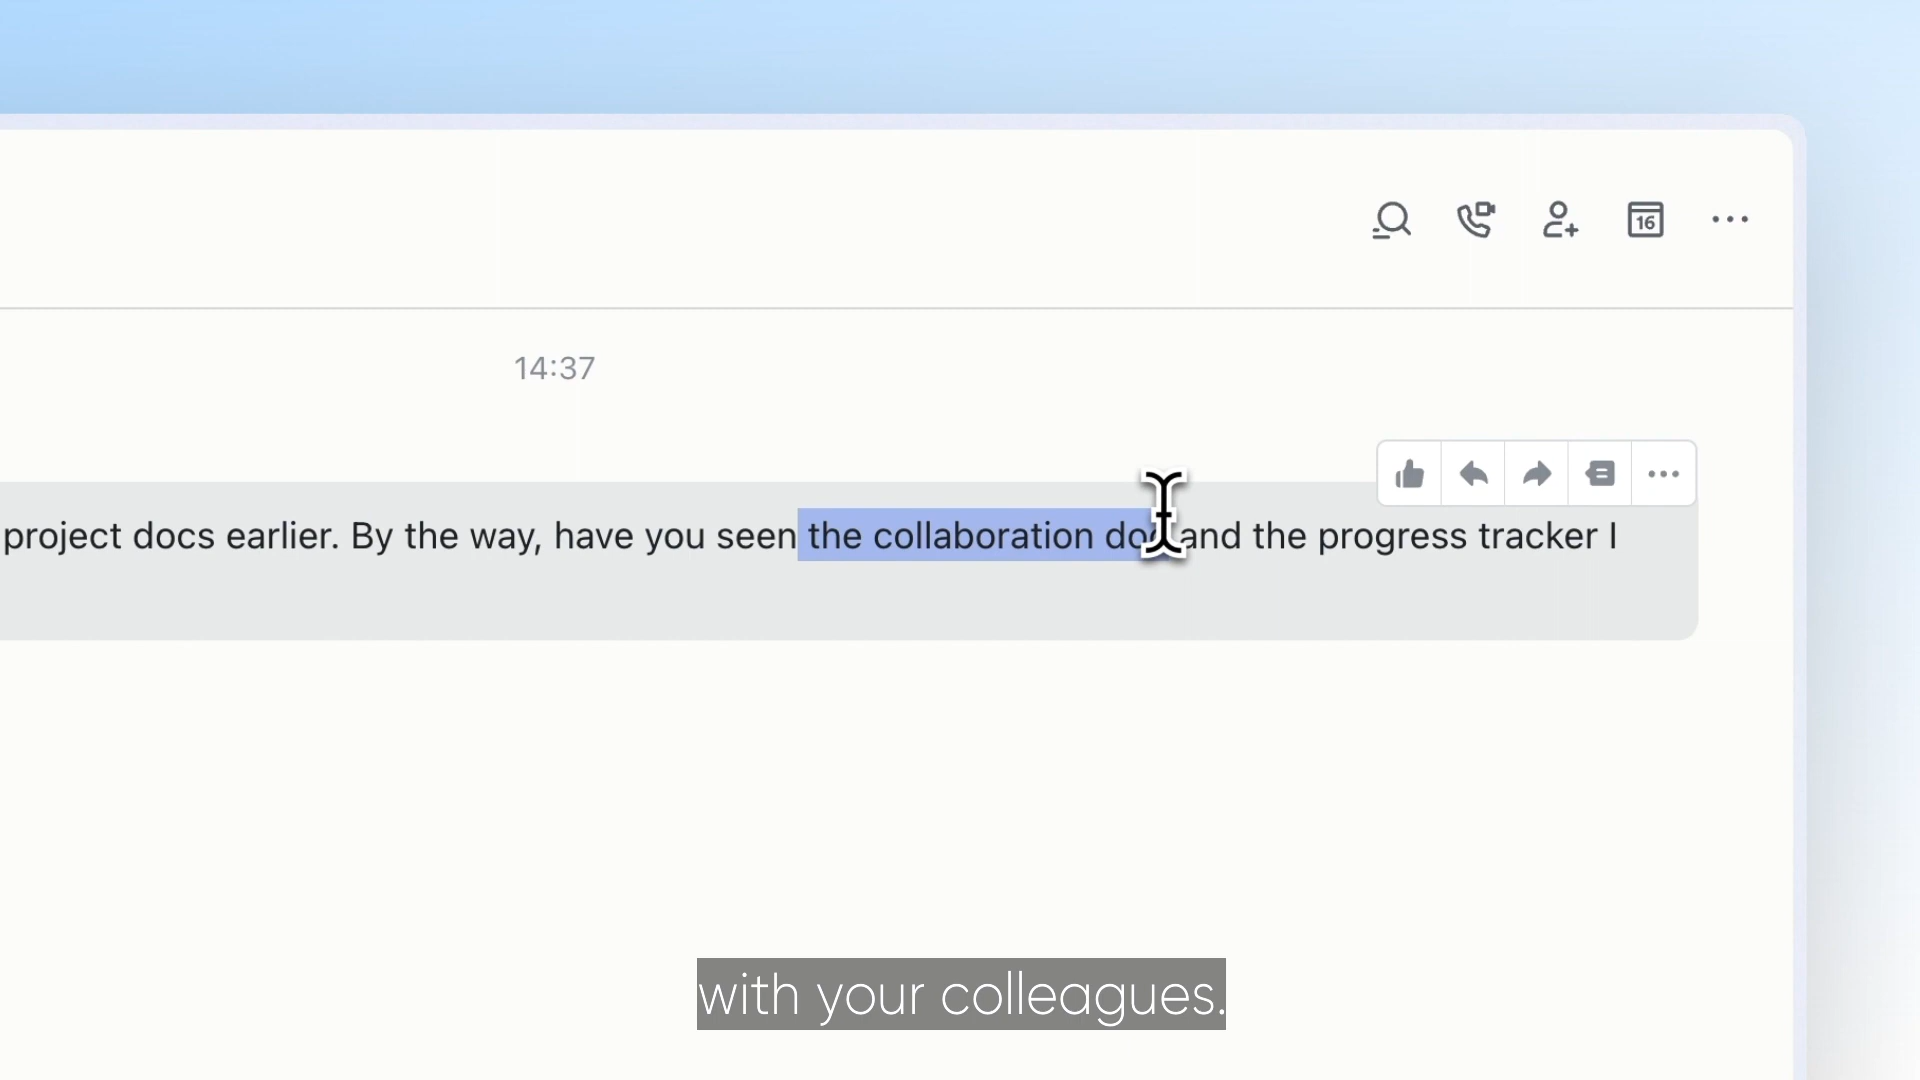 16
14:37
project docs earlier. By the way, have you seen the collaboration doc and the progress tracker I
with your colleagues.